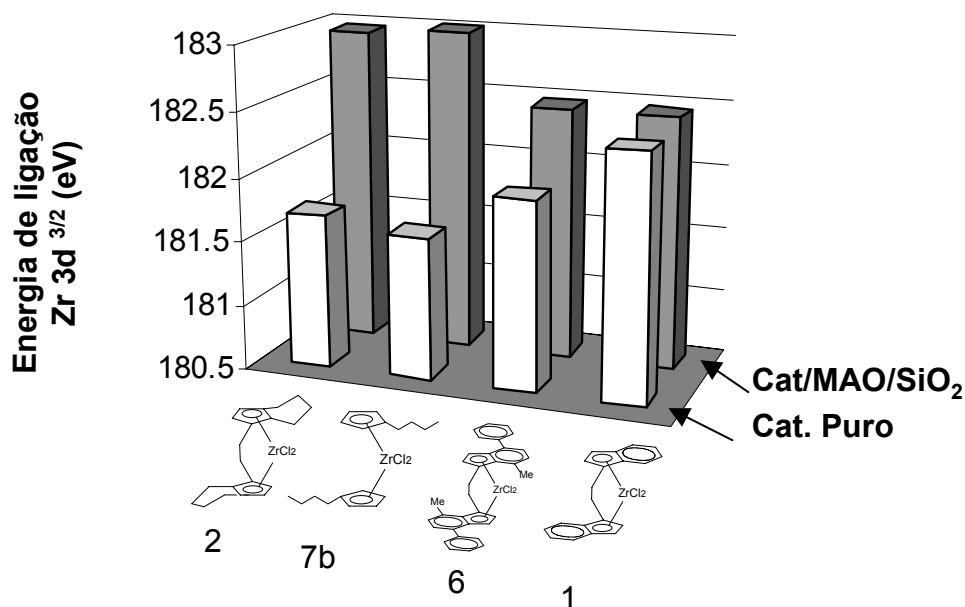 Energia de ligação
Zr 3d 3/2 (eV)
183
182.5
182
181.5
181
180.5
Cat/MAO/SiO2
Cat. Puro
ZrCl2
ZrCl2
Me
Me
ZrCl2
ZrCl2
2
7b
6
1